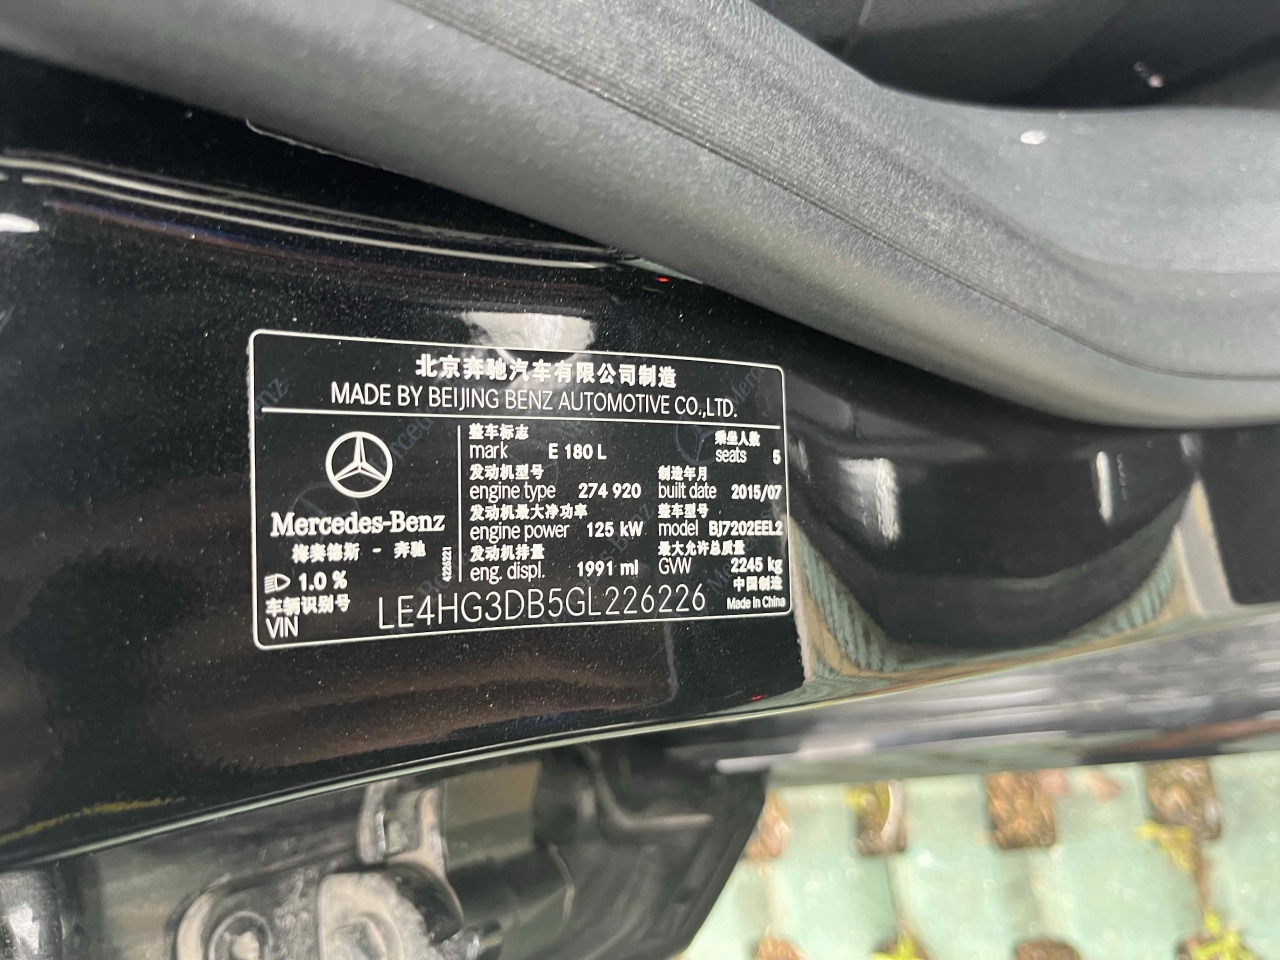 北京奔驰汽车有限公司制造
MADE BY BEIJING BENZ AUTOMOTIVE CO.,LTD.
Mercedes-Benz
梅赛德斯 - 奔驰
1.0 %
4226221
整车标志
mark E 180 L
乘坐人数
seats 5
发动机型号
engine type 274 920
制造年月
built date 2015/07
发动机最大净功率
engine power 125 kW
整车型号
model BJ7202EEL2
发动机排量
eng. displ. 1991 ml
最大允许总质量
GVW 2245 kg
车辆识别号
VIN LE4HG3DB5GL226226
中国制造
Made in China